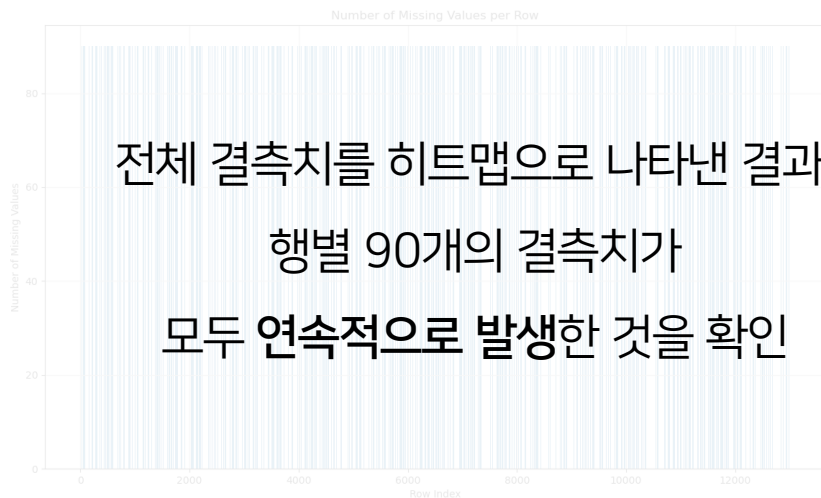 Number of Missing Values per Row
80
60
40
20
0
Number of Missing Values
전체 결측치를 히트맵으로 나타낸 결과
행별 90개의 결측치가
모두 연속적으로 발생한 것을 확인
0 2000 4000 6000 8000 10000 12000
Row Index